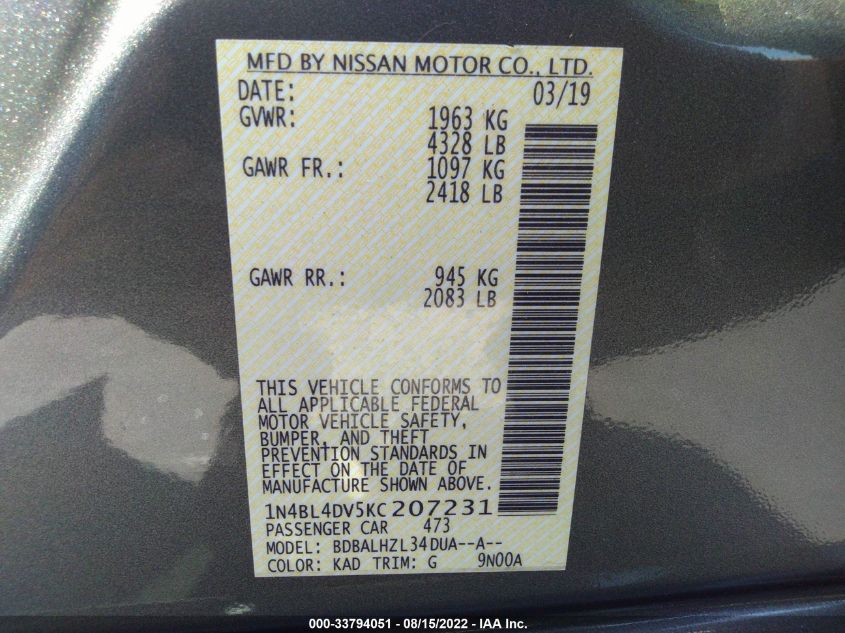 MFD BY NISSAN MOTOR CO., LTD.
DATE: 03/19
GVWR: 1963 KG
4328 LB
GAWR FR.: 1097 KG
2418 LB
GAWR RR.: 945 KG
2083 LB
THIS VEHICLE CONFORMS TO
ALL APPLICABLE FEDERAL
MOTOR VEHICLE SAFETY,
BUMPER, AND THEFT
PREVENTION STANDARDS IN
EFFECT ON THE DATE OF
MANUFACTURE SHOWN ABOVE.
1N4BL4DV5KC207231
PASSENGER CAR 473
MODEL: BDBALHZL34DUA--A--
COLOR: KAD TRIM: G 9N00A
000-33794051 - 08/15/2022 - IAA Inc.